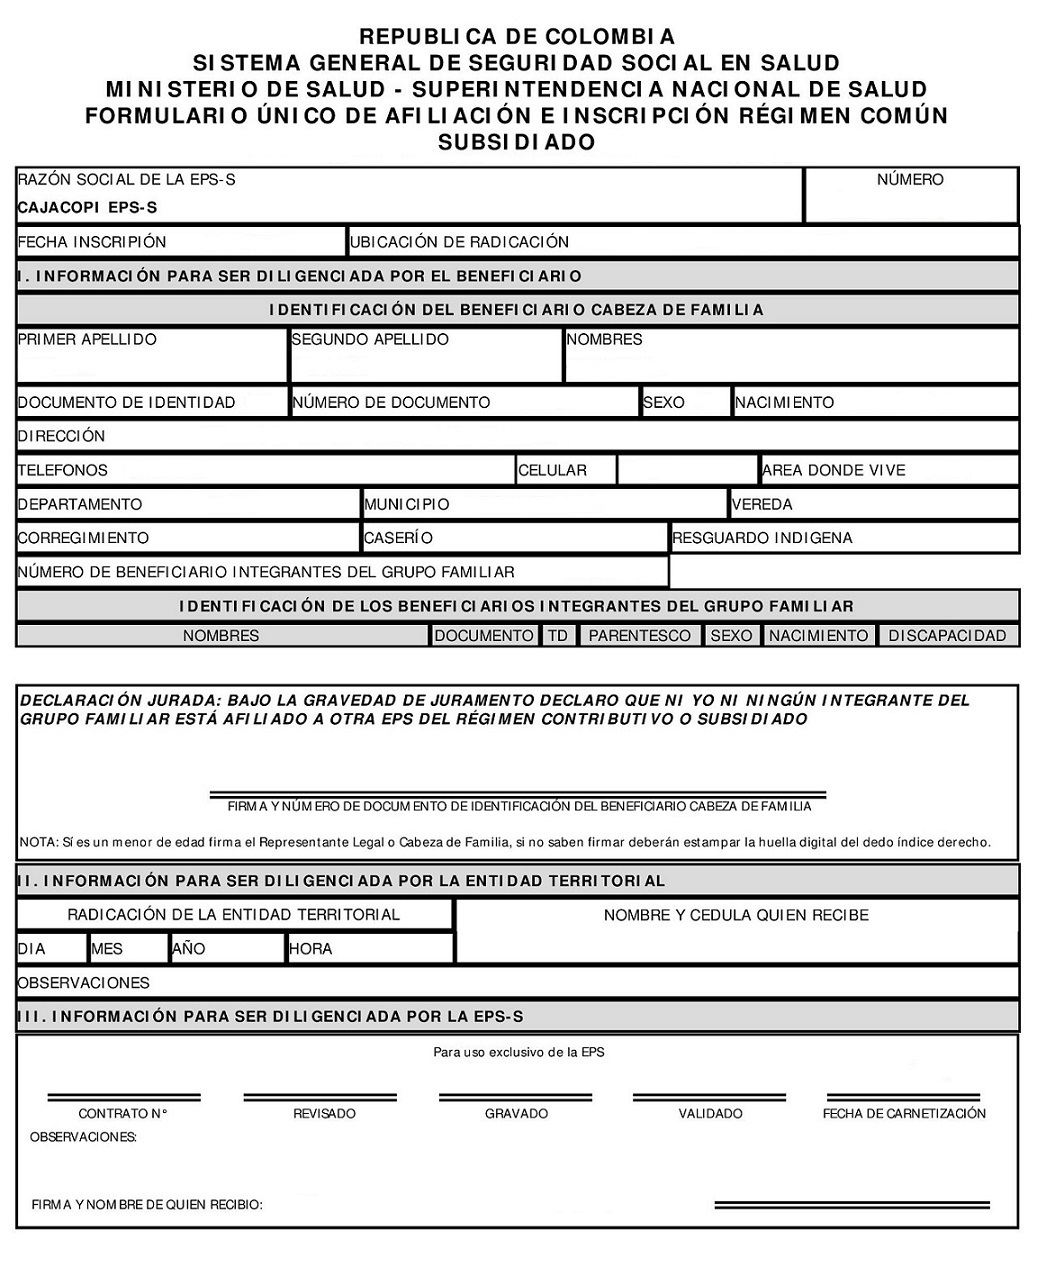 REPUBLICA DE COLOMBIA
SISTEMA GENERAL DE SEGURIDAD SOCIAL EN SALUD
MINISTERIO DE SALUD - SUPERINTENDENCIA NACIONAL DE SALUD
FORMULARIO ÚNICO DE AFILIACIÓN E INSCRIPCIÓN RÉGIMEN COMÚN
SUBSIDIADO
RAZÓN SOCIAL DE LA EPS-S NÚMERO
CAJACOPI EPS-S
FECHA INSCRIPIÓN UBICACIÓN DE RADICACIÓN
I. INFORMACIÓN PARA SER DILIGENCIADA POR EL BENEFICIARIO
IDENTIFICACIÓN DEL BENEFICIARIO CABEZA DE FAMILIA
PRIMER APELLIDO SEGUNDO APELLIDO NOMBRES
DOCUMENTO DE IDENTIDAD NÚMERO DE DOCUMENTO SEXO NACIMIENTO
DIRECCIÓN
TELEFONOS CELULAR AREA DONDE VIVE
DEPARTAMENTO MUNICIPIO VEREDA
CORREGIMIENTO CASERÍO RESGUARDO INDIGENA
NÚMERO DE BENEFICIARIO INTEGRANTES DEL GRUPO FAMILIAR
IDENTIFICACIÓN DE LOS BENEFICIARIOS INTEGRANTES DEL GRUPO FAMILIAR
NOMBRES DOCUMENTO TD PARENTESCO SEXO NACIMIENTO DISCAPACIDAD
DECLARACIÓN JURADA: BAJO LA GRAVEDAD DE JURAMENTO DECLARO QUE NI YO NI NINGÚN INTEGRANTE DEL
GRUPO FAMILIAR ESTÁ AFILIADO A OTRA EPS DEL RÉGIMEN CONTRIBUTIVO O SUBSIDIADO
FIRMA Y NÚMERO DE DOCUMENTO DE IDENTIFICACIÓN DEL BENEFICIARIO CABEZA DE FAMILIA
NOTA: Sí es un menor de edad firma el Representante Legal o Cabeza de Familia, si no saben firmar deberán estampar la huella digital del dedo índice derecho.
II. INFORMACIÓN PARA SER DILIGENCIADA POR LA ENTIDAD TERRITORIAL
RADICACIÓN DE LA ENTIDAD TERRITORIAL NOMBRE Y CEDULA QUIEN RECIBE
DIA MES AÑO HORA
OBSERVACIONES
III. INFORMACIÓN PARA SER DILIGENCIADA POR LA EPS-S
Para uso exclusivo de la EPS
CONTRATO N° REVISADO GRAVADO VALIDADO FECHA DE CARNETIZACIÓN
OBSERVACIONES:
FIRMA Y NOMBRE DE QUIEN RECIBIO: